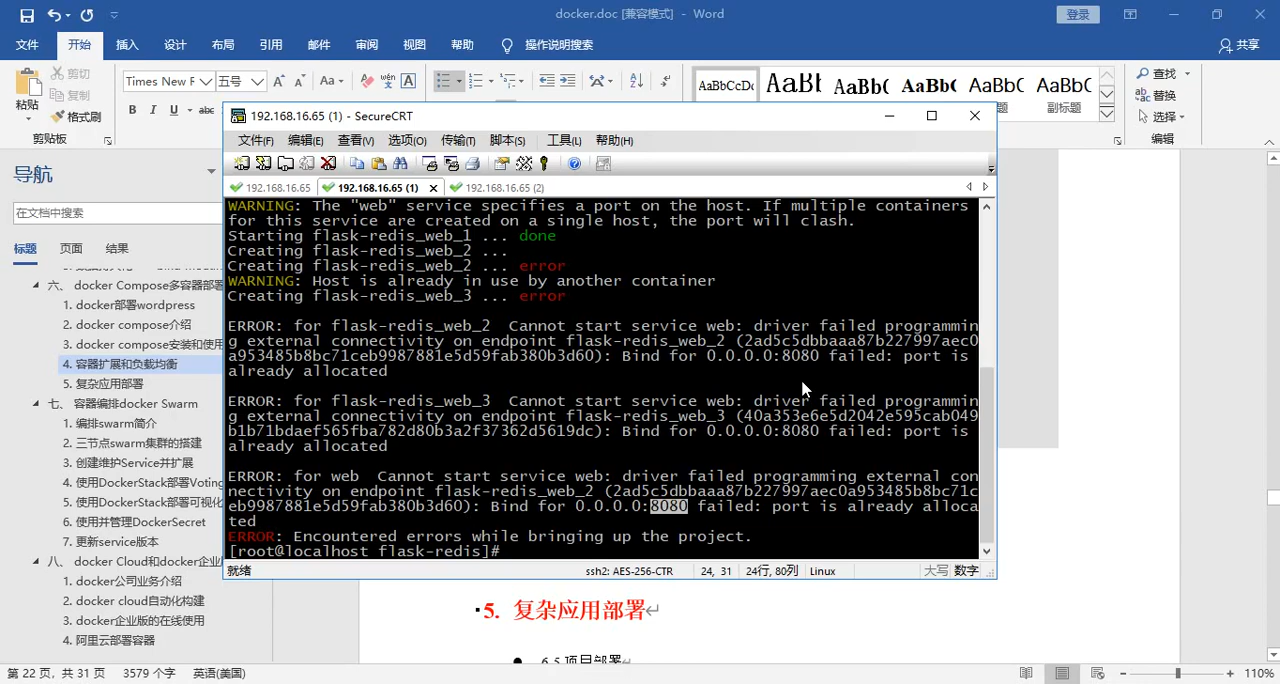 docker.doc [兼容模式] - Word
登录
文件 开始 插入 设计 布局 引用 邮件 审阅 视图 帮助 操作说明搜索 共享
粘贴
剪切
复制
格式刷
剪贴板
Times New F 五号
Aa
B I U abc
AaBbCcDc AaBb AaBbC AaBbC AaBbC AaBbC
副标题
查找
替换
选择
编辑
导航
在文档中搜索
标题 页面 结果
六、 docker Compose多容器部署
1. docker部署wordpress
2. docker compose介绍
3. docker compose安装和使用
4. 容器扩展和负载均衡
5. 复杂应用部署
七、 容器编排docker Swarm
1. 编排swarm简介
2. 三节点swarm集群的搭建
3. 创建维护Service并扩展
4. 使用DockerStack部署Voting
5. 使用DockerStack部署可视化
6. 使用并管理DockerSecret
7. 更新service版本
八、 docker Cloud和docker企业
1. docker公司业务介绍
2. docker cloud自动化构建
3. docker企业版的在线使用
4. 阿里云部署容器
192.168.16.65 (1) - SecureCRT
文件(F) 编辑(E) 查看(V) 选项(O) 传输(T) 脚本(S) 工具(L) 帮助(H)
192.168.16.65 192.168.16.65 (1) 192.168.16.65 (2)
WARNING: The "web" service specifies a port on the host. If multiple containers
for this service are created on a single host, the port will clash.
Starting flask-redis_web_1 ... done
Creating flask-redis_web_2 ...
Creating flask-redis_web_2 ... error
WARNING: Host is already in use by another container
Creating flask-redis_web_3 ... error
ERROR: for flask-redis_web_2  Cannot start service web: driver failed programmin
g external connectivity on endpoint flask-redis_web_2 (2ad5c5dbbaaa87b227997aec0
a953485b8bc71ceb9987881e5d59fab380b3d60): Bind for 0.0.0.0:8080 failed: port is
already allocated
ERROR: for flask-redis_web_3  Cannot start service web: driver failed programmin
g external connectivity on endpoint flask-redis_web_3 (40a353e6e5d2042e595cab049
b1b71bdaef565fba782d80b3a2f37362d5619dc): Bind for 0.0.0.0:8080 failed: port is
already allocated
ERROR: for web  Cannot start service web: driver failed programming external con
nectivity on endpoint flask-redis_web_2 (2ad5c5dbbaaa87b227997aec0a953485b8bc71c
eb9987881e5d59fab380b3d60): Bind for 0.0.0.0:8080 failed: port is already alloca
ted
ERROR: Encountered errors while bringing up the project.
[root@localhost flask-redis]#
就绪 ssh2: AES-256-CTR 24, 31 24行, 80列 Linux 大写 数字
5. 复杂应用部署
第 22 页，共 31 页 3579 个字 英语(美国) 110%